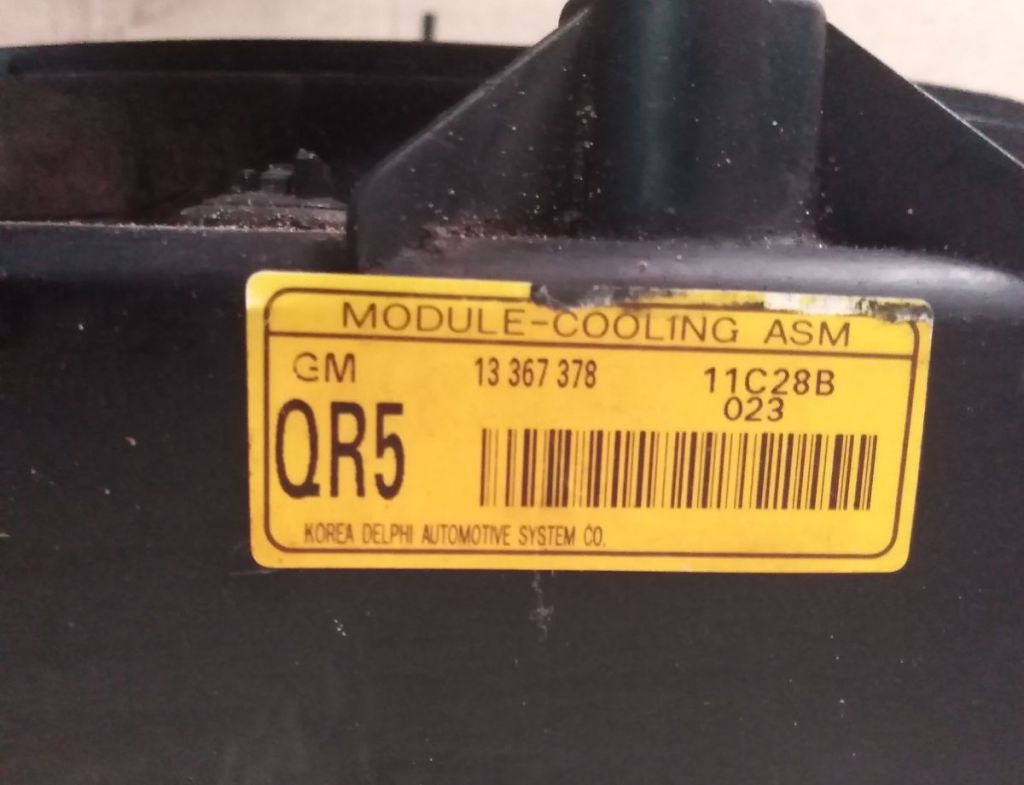 MODULE-COOLING ASM
GM 13 367 378 11C28B
QR5 023
KOREA DELPHI AUTOMOTIVE SYSTEM CO.